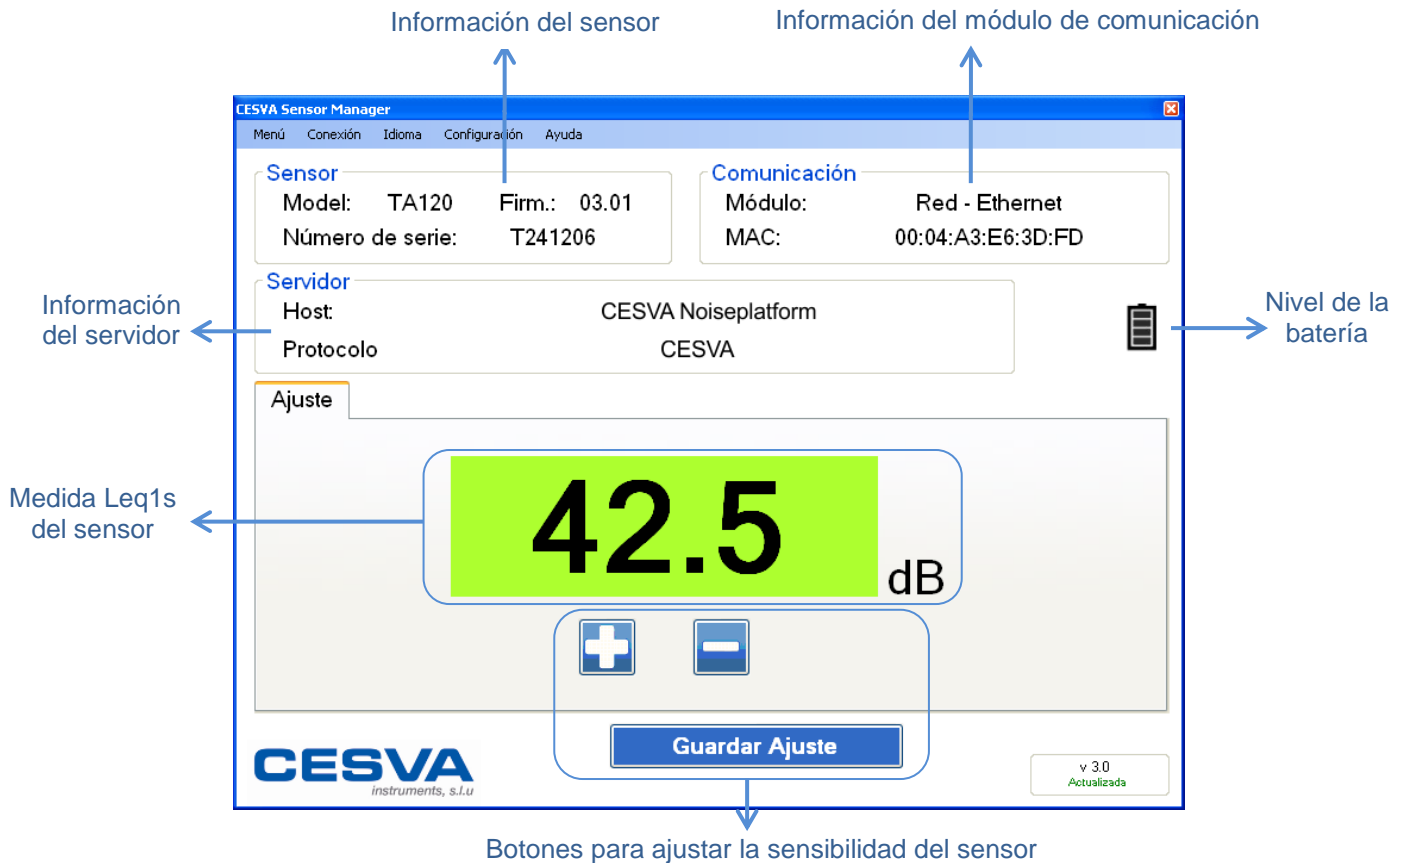 Información del sensor
Información del módulo de comunicación
CESVA Sensor Manager
Menú Conexión Idioma Configuración Ayuda
Sensor
Model: TA120 Firm.: 03.01
Número de serie: T241206
Comunicación
Módulo: Red - Ethernet
MAC: 00:04:A3:E6:3D:FD
Servidor
Host: CESVA Noiseplatform
Protocolo CESVA
Información
del servidor
Nivel de la
batería
Ajuste
42.5 dB
Medida Leq1s
del sensor
Guardar Ajuste
CESVA
instruments, s.l.u
v 3.0
Actualizada
Botones para ajustar la sensibilidad del sensor